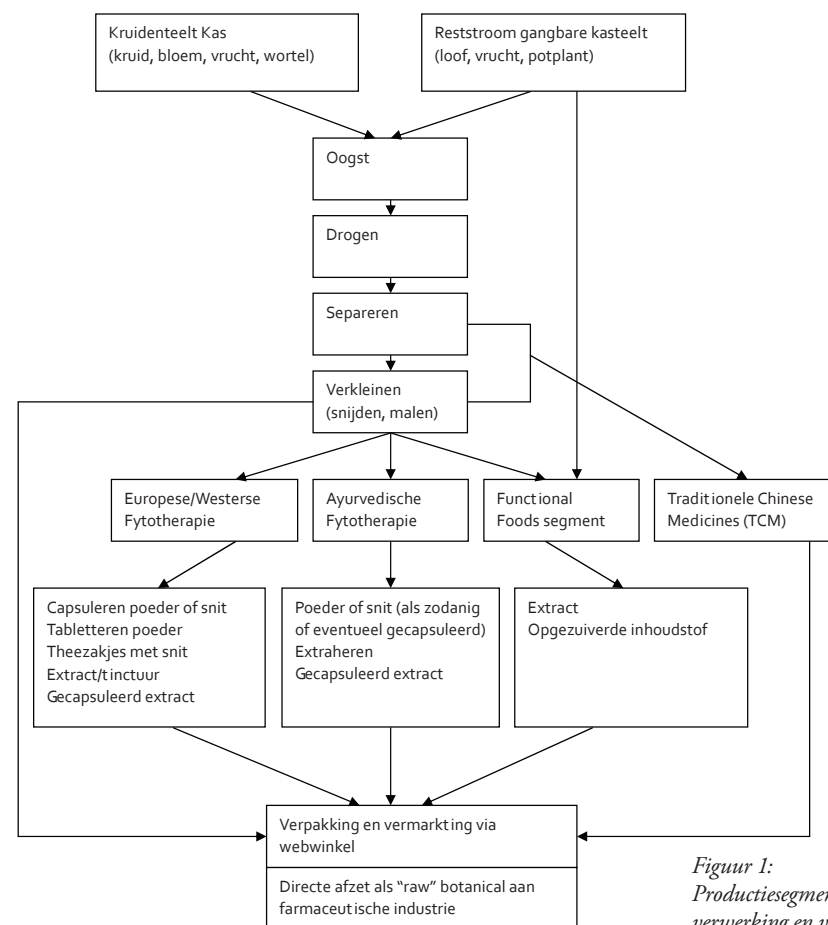 Kruidenteelt Kas
(kruid, bloem, vrucht, wortel)
Reststroom gangbare kasteelt
(loof, vrucht, potplant)
Oogst
Drogen
Separeren
Verkleinen
(snijden, malen)
Europese/Westerse
Fytotherapie
Ayurvedische
Fytotherapie
Functional
Foods segment
Traditionele Chinese
Medicines (TCM)
Capsuleren poeder of snit
Tabletteren poeder
Theezakjes met snit
Extract/tinctuur
Gecapsuleerd extract
Poeder of snit (als zodanig
of eventueel gecapsuleerd)
Extraheren
Gecapsuleerd extract
Extract
Opgezuiverde inhoudstof
Verpakking en vermarkting via
webwinkel
Directe afzet als “raw” botanical aan
farmaceutische industrie
Figuur 1:
verwerking en